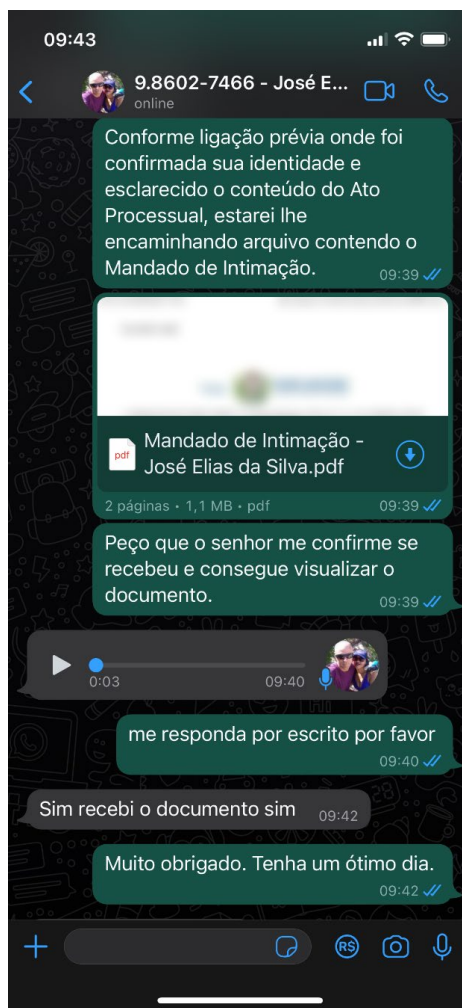 09:43
9.8602-7466 - José E...
online
Conforme ligação prévia onde foi
confirmada sua identidade e
esclarecido o conteúdo do Ato
Processual, estarei lhe
encaminhando arquivo contendo o
Mandado de Intimação.
09:39
pdf
Mandado de Intimação -
José Elias da Silva.pdf
2 páginas • 1,1 MB • pdf
09:39
Peço que o senhor me confirme se
recebeu e consegue visualizar o
documento.
09:39
0:03
09:40
me responda por escrito por favor
09:40
Sim recebi o documento sim
09:42
Muito obrigado. Tenha um ótimo dia.
09:42
R$